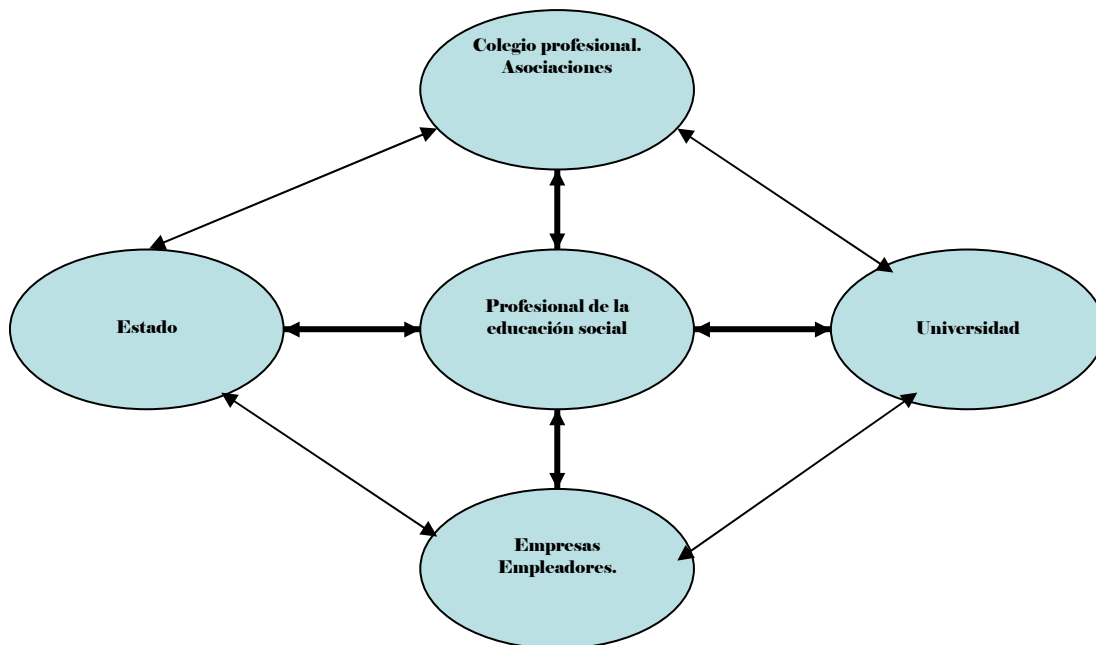 Colegio profesional.
Asociaciones
Estado
Profesional de la
educación social
Universidad
Empresas
Empleadores.